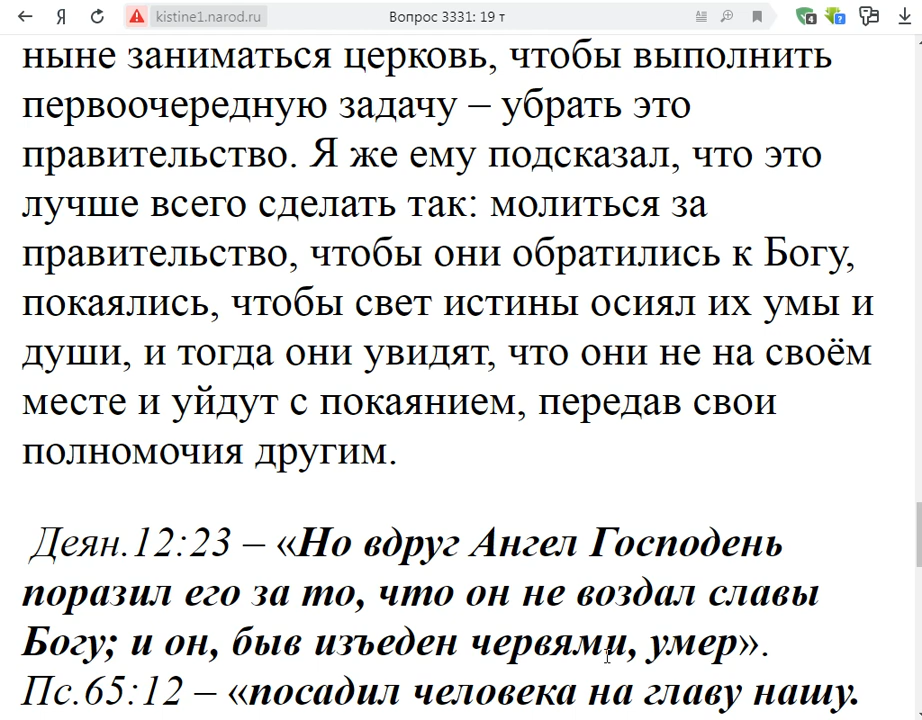 kistine1.narod.ru
Вопрос 3331: 19 т
ныне заниматься церковь, чтобы выполнить
первоочередную задачу – убрать это
правительство. Я же ему подсказал, что это
лучше всего сделать так: молиться за
правительство, чтобы они обратились к Богу,
покаялись, чтобы свет истины осиял их умы и
души, и тогда они увидят, что они не на своём
месте и уйдут с покаянием, передав свои
полномочия другим.
Деян.12:23 – «Но вдруг Ангел Господень
поразил его за то, что он не воздал славы
Богу; и он, быв изъеден червями, умер».
Пс.65:12 – «посадил человека на главу нашу.